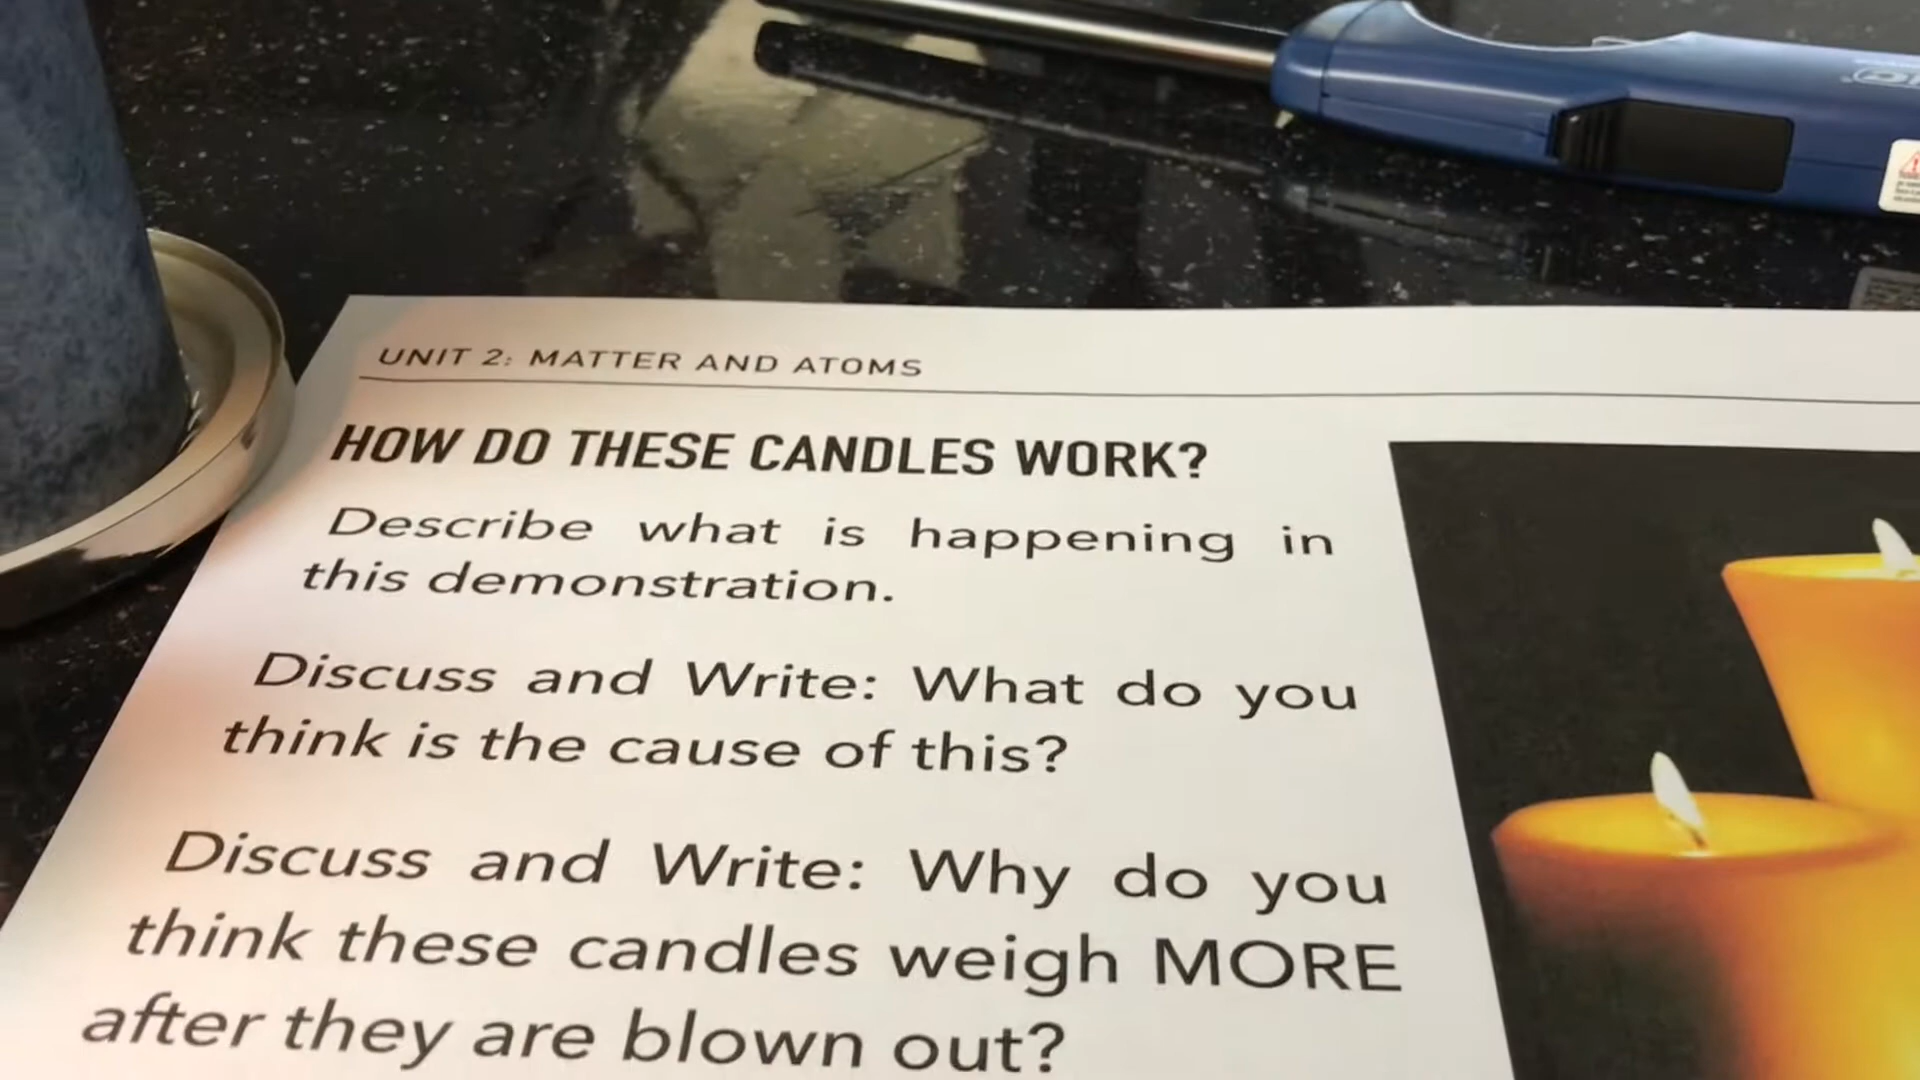 UNIT 2: MATTER AND ATOMS
HOW DO THESE CANDLES WORK?
Describe what is happening in
this demonstration.
Discuss and Write: What do you
think is the cause of this?
Discuss and Write: Why do you
think these candles weigh MORE
after they are blown out?